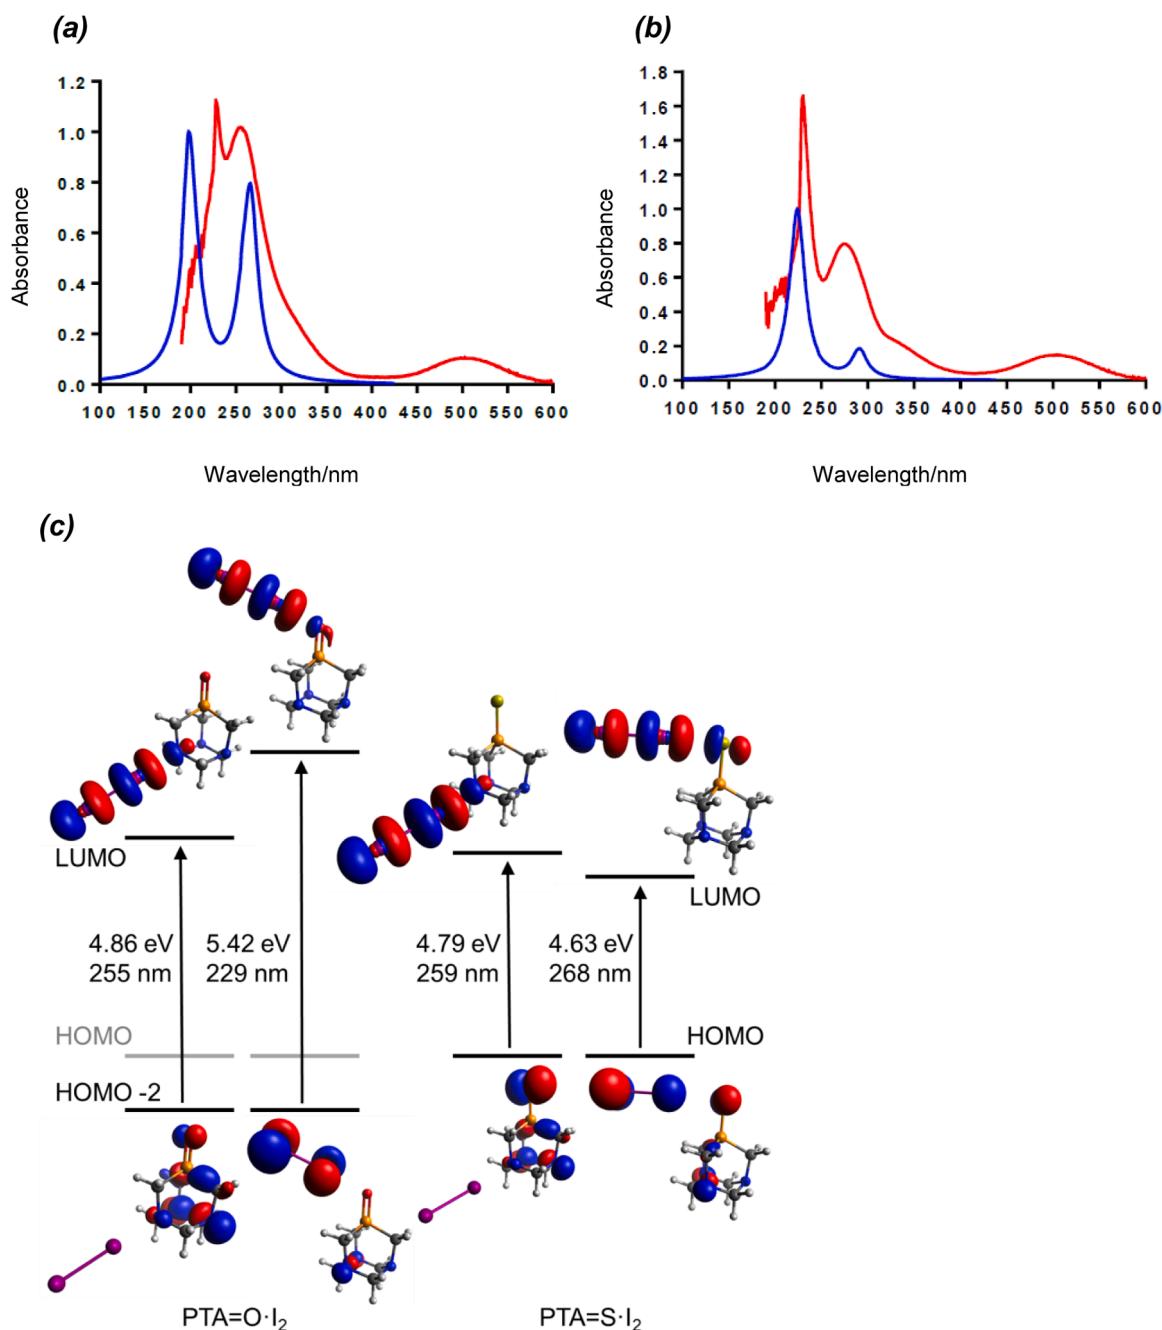 (a)
(b)
1.2
1.0
0.8
0.6
0.4
0.2
0.0
Absorbance
100 150 200 250 300 350 400 450 500 550 600
Wavelength/nm
1.8
1.6
1.4
1.2
1.0
0.8
0.6
0.4
0.2
0.0
Absorbance
100 150 200 250 300 350 400 450 500 550 600
Wavelength/nm
(c)
LUMO
LUMO
4.86 eV
255 nm
5.42 eV
229 nm
4.79 eV
259 nm
4.63 eV
268 nm
HOMO
HOMO
HOMO -2
PTA=O·I₂
PTA=S·I₂